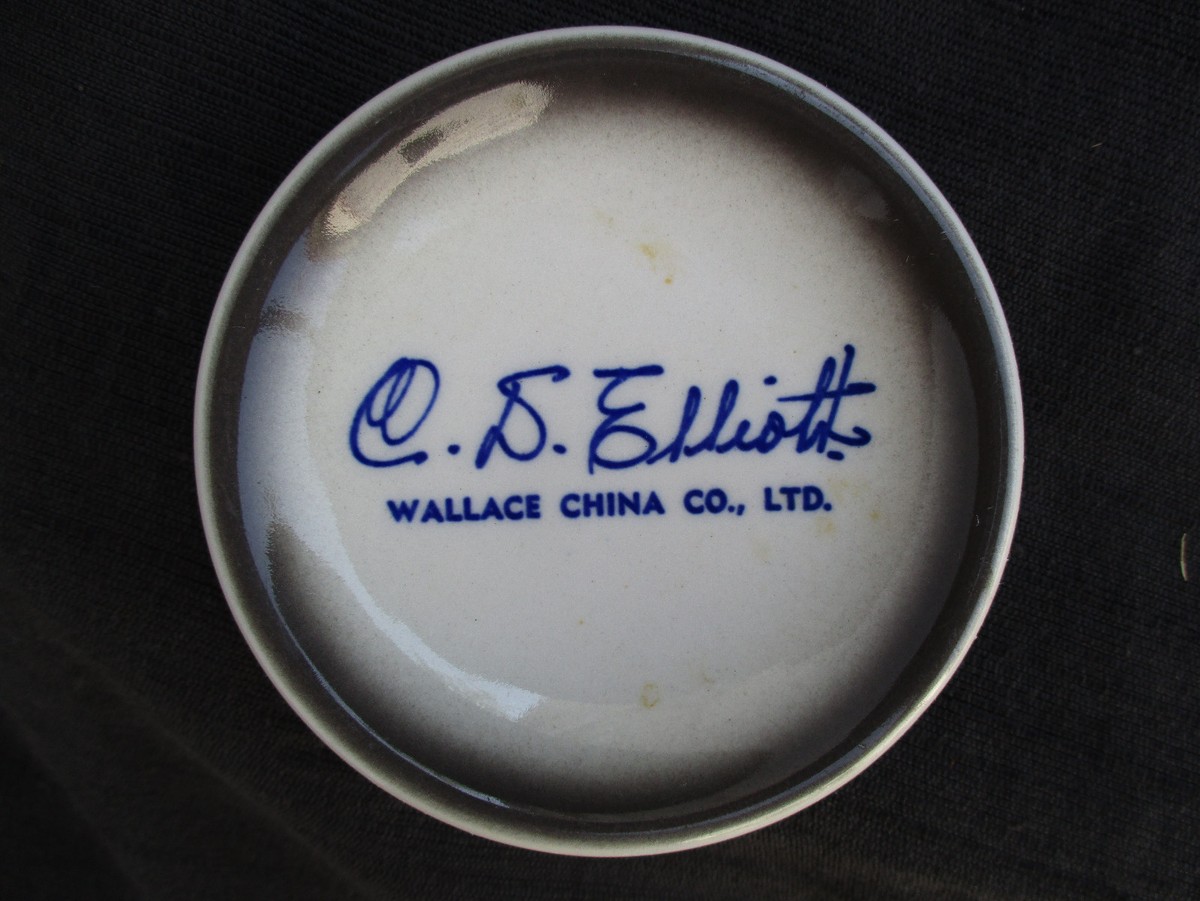 C. D. Elliott
WALLACE CHINA CO., LTD.